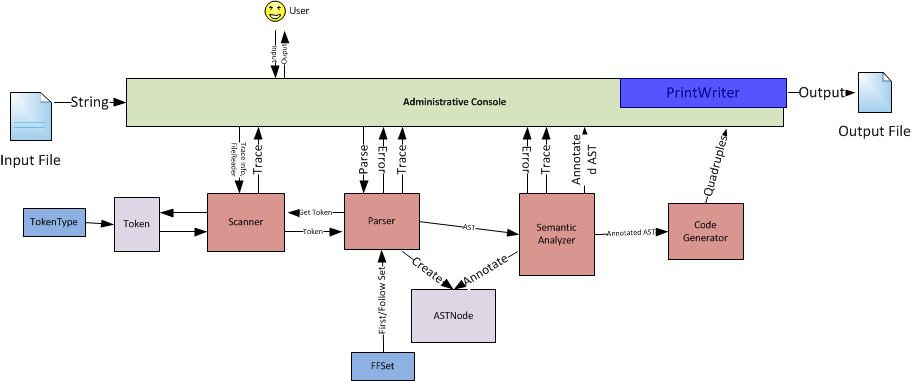 User
Input
Output
String
Administrative Console
PrintWriter
Output
Input File
Output File
Trace Info,
FileReader
Trace
Parse
Error
Trace
Error
Trace
Annotate
d AST
Quadruples
TokenType
Token
Scanner
Get Token
Token
Parser
AST
Semantic
Analyzer
Annotated AST
Code
Generator
Create
Annotate
First/Follow Set
ASTNode
FFSet